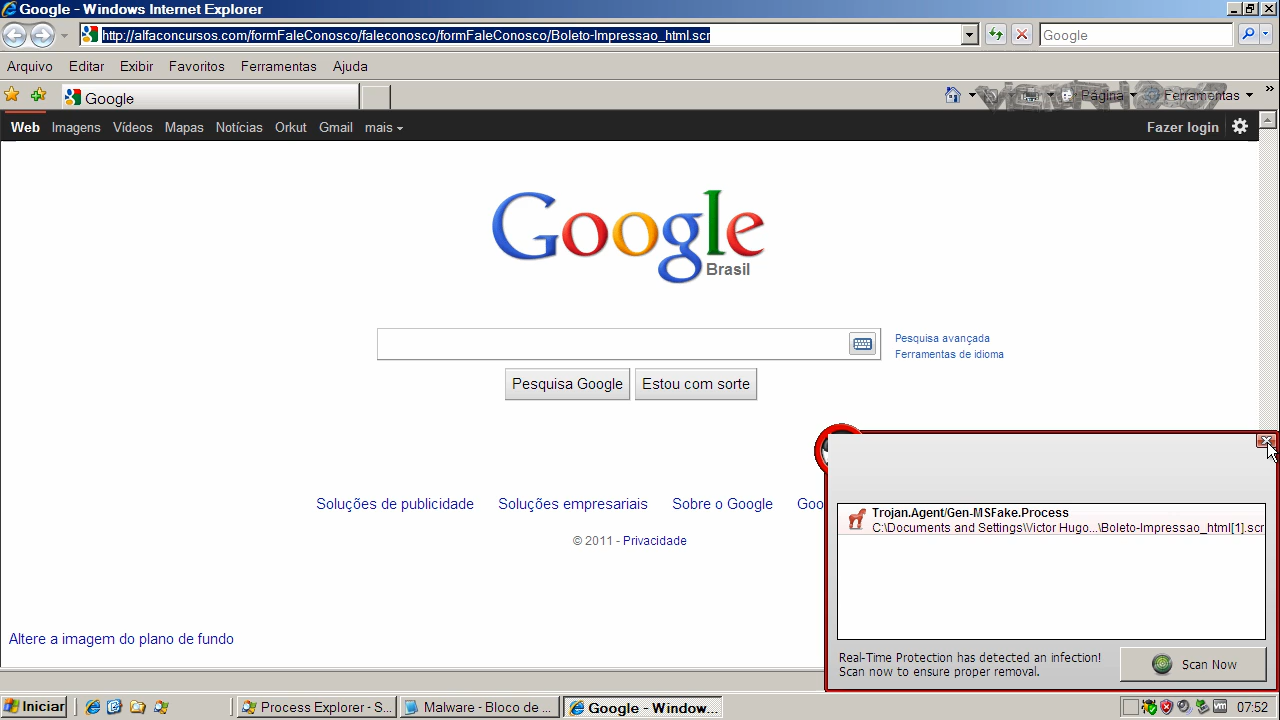 Google - Windows Internet Explorer
http://alfaconcursos.com/formFaleConosco/faleconosco/formFaleConosco/Boleto-Impressao_html.scr
Google
Arquivo Editar Exibir Favoritos Ferramentas Ajuda
Google
Página Ferramentas
Web Imagens Vídeos Mapas Notícias Orkut Gmail mais Fazer login
Google
Brasil
Pesquisa avançada
Ferramentas de idioma
Pesquisa Google Estou com sorte
Soluções de publicidade Soluções empresariais Sobre o Google Goo
© 2011 - Privacidade
Altere a imagem do plano de fundo
Trojan.Agent/Gen-MSFake.Process
C:\Documents and Settings\Victor Hugo...\Boleto-Impressao_html[1].scr
Real-Time Protection has detected an infection!
Scan now to ensure proper removal.
Scan Now
Iniciar Process Explorer - S... Malware - Bloco de ... Google - Window... 07:52